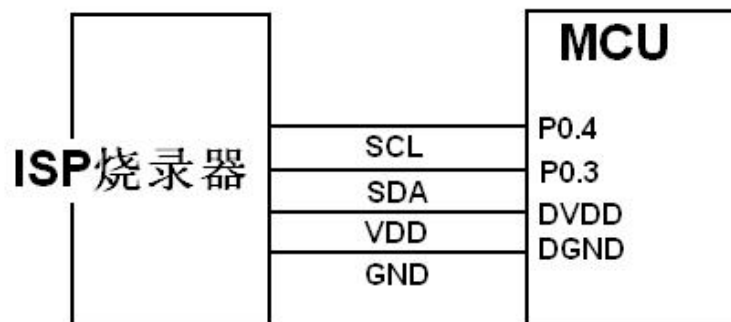 MCU
P0.4
SCL
P0.3
ISP烧录器
SDA
DVDD
VDD
DGND
GND